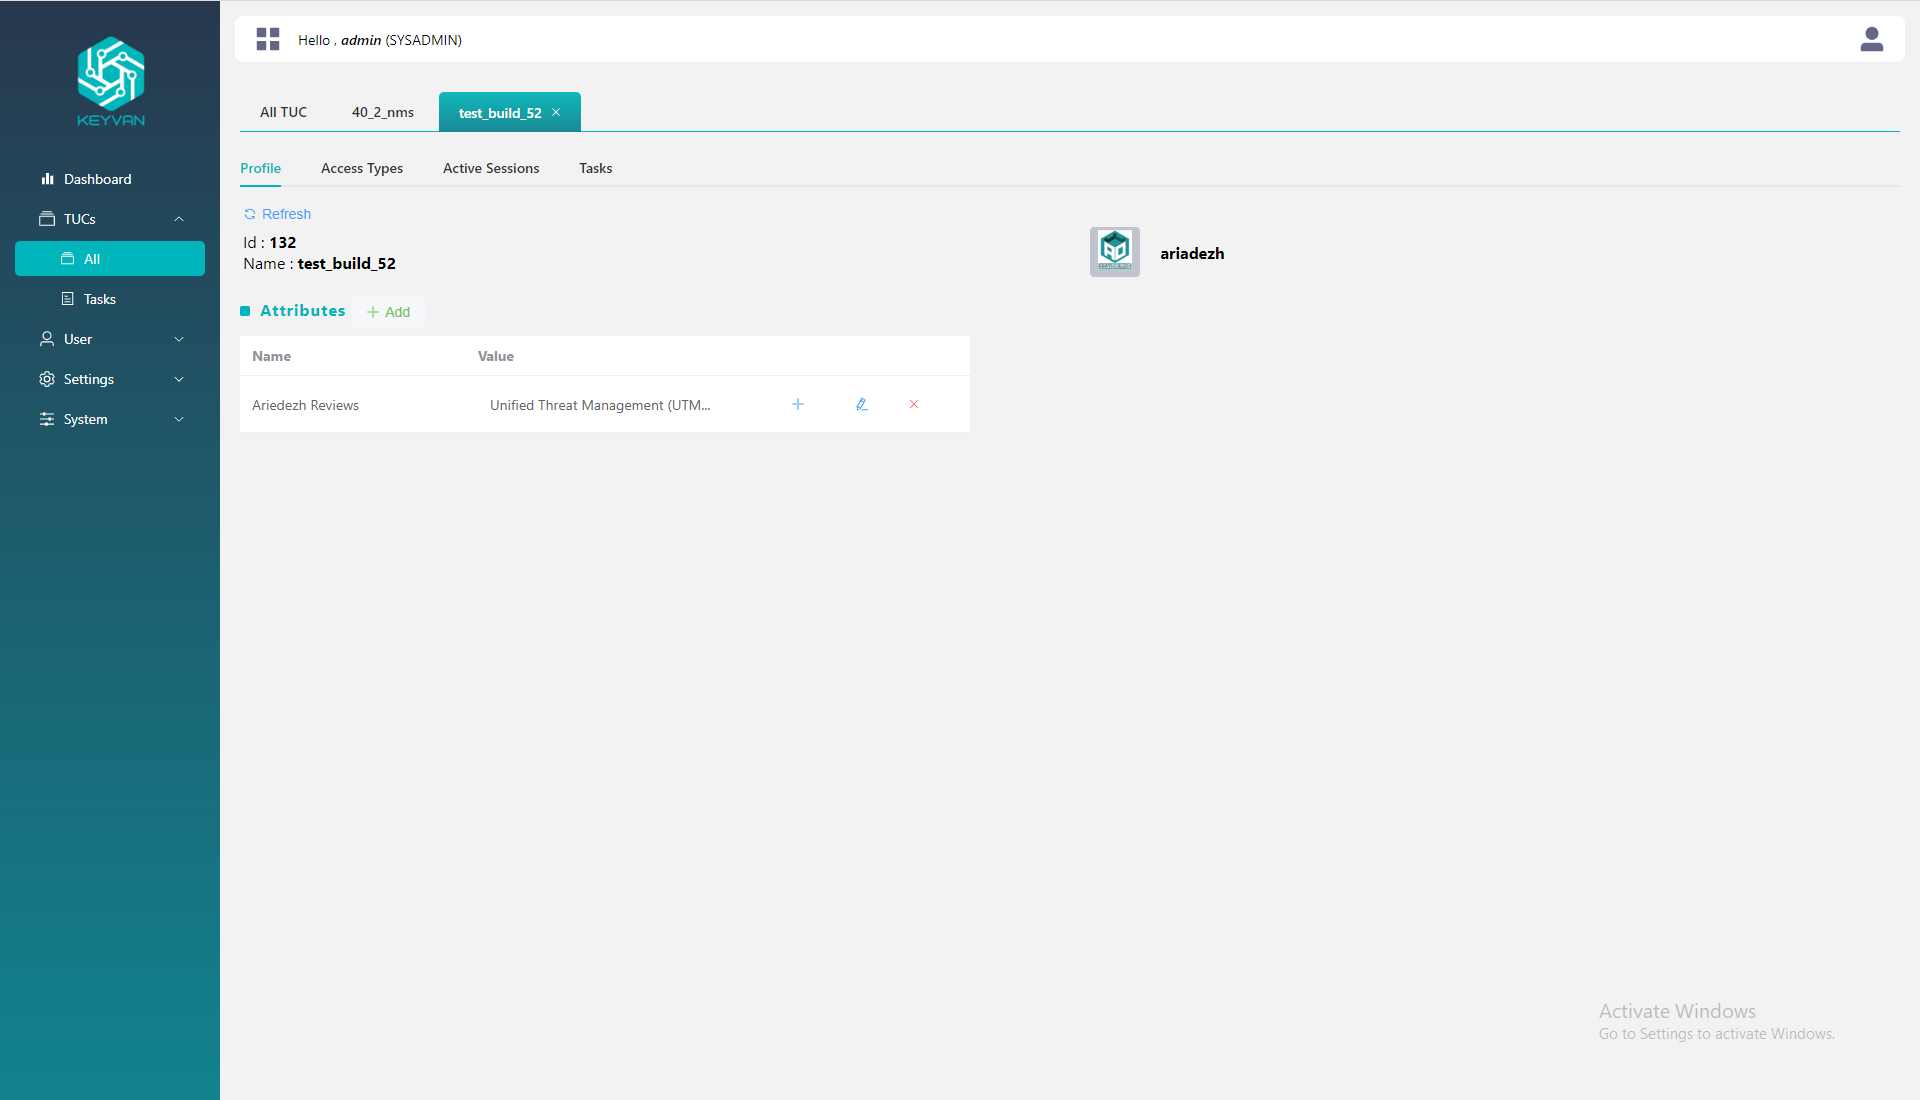 KEYVAN
Dashboard
TUCs
All
Tasks
User
Settings
System
Hello , admin (SYSADMIN)
All TUC
40_2_nms
test_build_52
Profile
Access Types
Active Sessions
Tasks
Refresh
Id : 132
Name : test_build_52
ariadezh
Attributes
Add
Name
Value
Ariedezh Reviews
Unified Threat Management (UTM...
Activate Windows
Go to Settings to activate Windows.